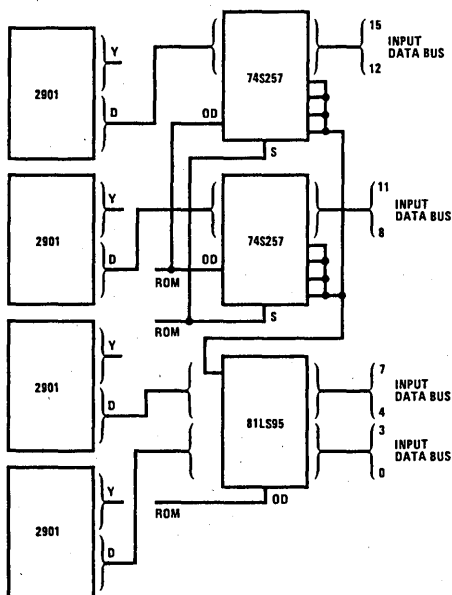 2901
Y
D
74S257
OD
S
15
12
INPUT
DATA BUS
2901
Y
D
74S257
OD
ROM
S
ROM
11
8
INPUT
DATA BUS
2901
Y
D
81LS95
7
4
INPUT
DATA BUS
3
0
INPUT
DATA BUS
2901
Y
D
ROM
OD